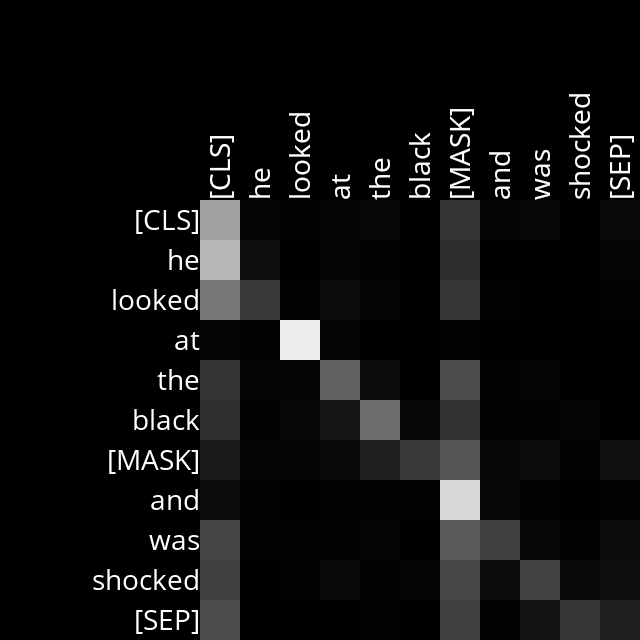 [CLS] he looked at the black [MASK] and was shocked [SEP]
[CLS]
he
looked
at
the
black
[MASK]
and
was
shocked
[SEP]